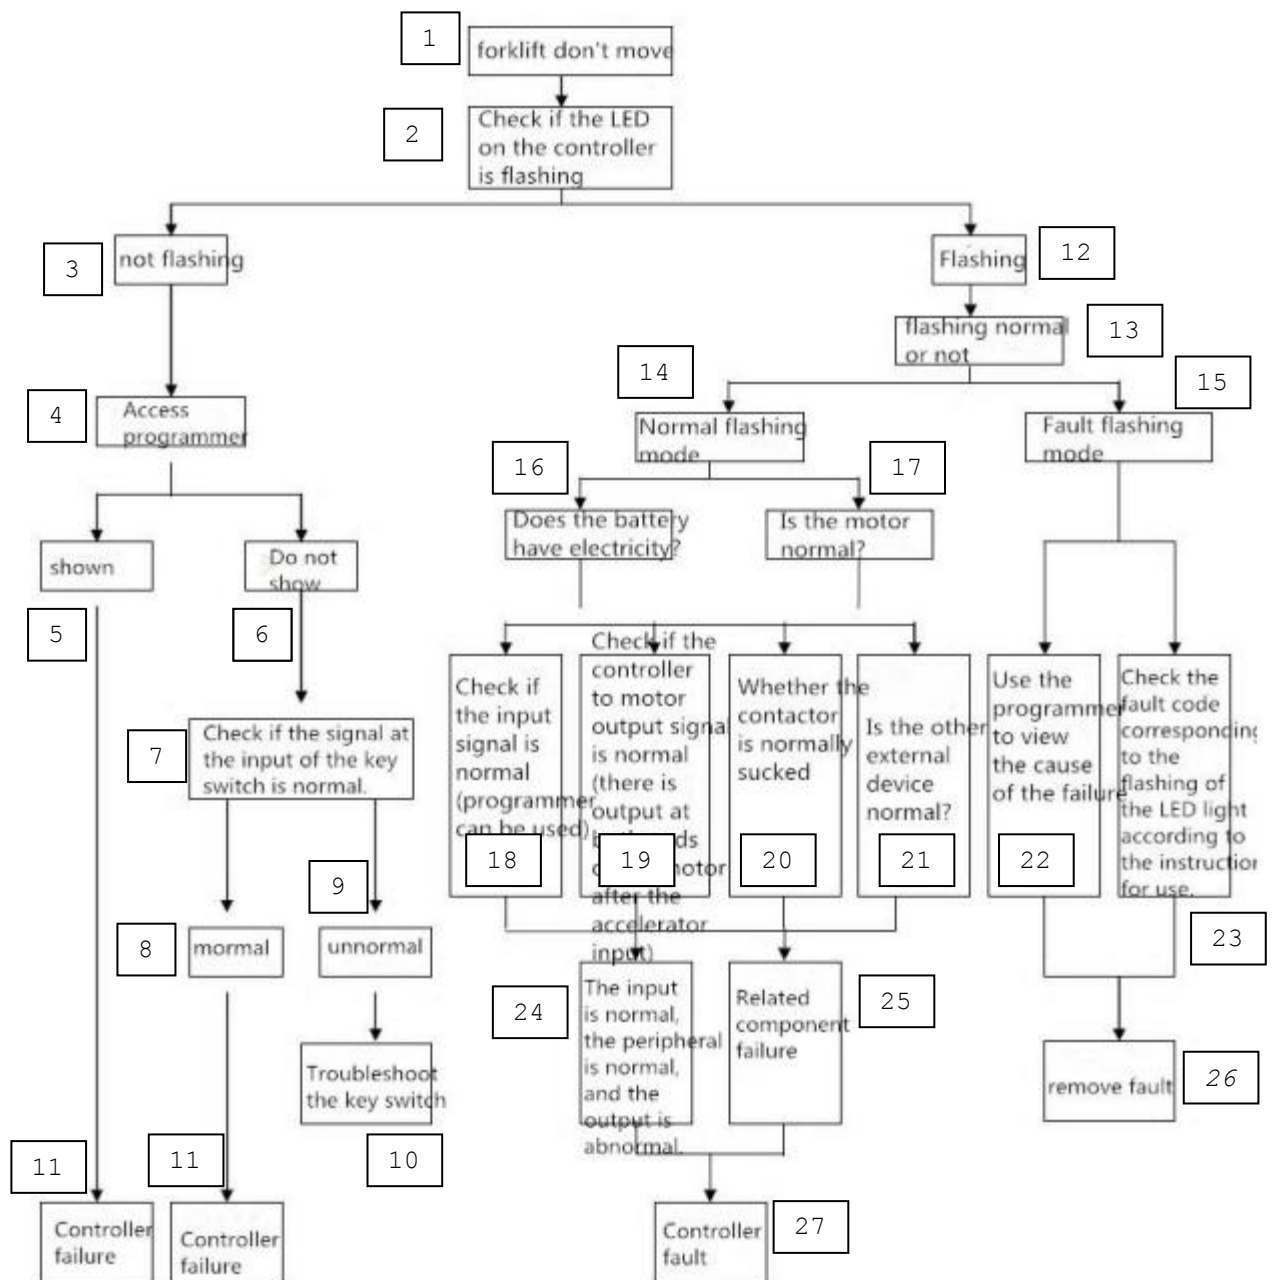 1
forklift don't move
2
Check if the LED
on the controller
is flashing
3
not flashing
12
Flashing
13
flashing normal
or not
14
15
4
Access
programmer
Normal flashing
mode
Fault flashing
mode
16
17
Does the battery
have electricity?
Is the motor
normal?
shown
Do not
show
5
6
7
Check if the signal at
the input of the key
switch is normal.
Check if
the input
signal is
normal
(programmer
can be used)
18
Check if the
controller
to motor
output signal
is normal
(there is
output at
motor
after the
accelerator
input)
19
Whether the
contactor
is normally
sucked
20
Is the other
external
device
normal?
21
Use the
programmer
to view
the cause
of the failure
22
Check the
fault code
corresponding
to the
flashing of
the LED light
according to
the instruction
for use.
23
8
mormal
9
unnormal
24
The input
is normal,
the peripheral
is normal,
and the
output is
abnormal.
25
Related
component
failure
Troubleshoot
the key switch
10
remove fault
26
11
11
Controller
failure
Controller
failure
Controller
fault
27